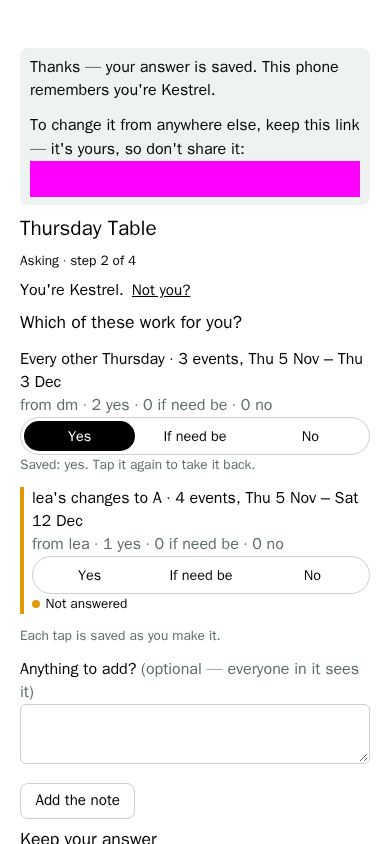 Thanks — your answer is saved. This phone
remembers you're Kestrel.
To change it from anywhere else, keep this link
— it's yours, so don't share it:
Thursday Table
Asking · step 2 of 4
You're Kestrel. Not you?
Which of these work for you?
Every other Thursday · 3 events, Thu 5 Nov – Thu
3 Dec
from dm · 2 yes · 0 if need be · 0 no
Yes If need be No
Saved: yes. Tap it again to take it back.
lea's changes to A · 4 events, Thu 5 Nov – Sat
12 Dec
from lea · 1 yes · 0 if need be · 0 no
Yes If need be No
Not answered
Each tap is saved as you make it.
Anything to add? (optional — everyone in it sees
it)
Add the note
Keep your answer